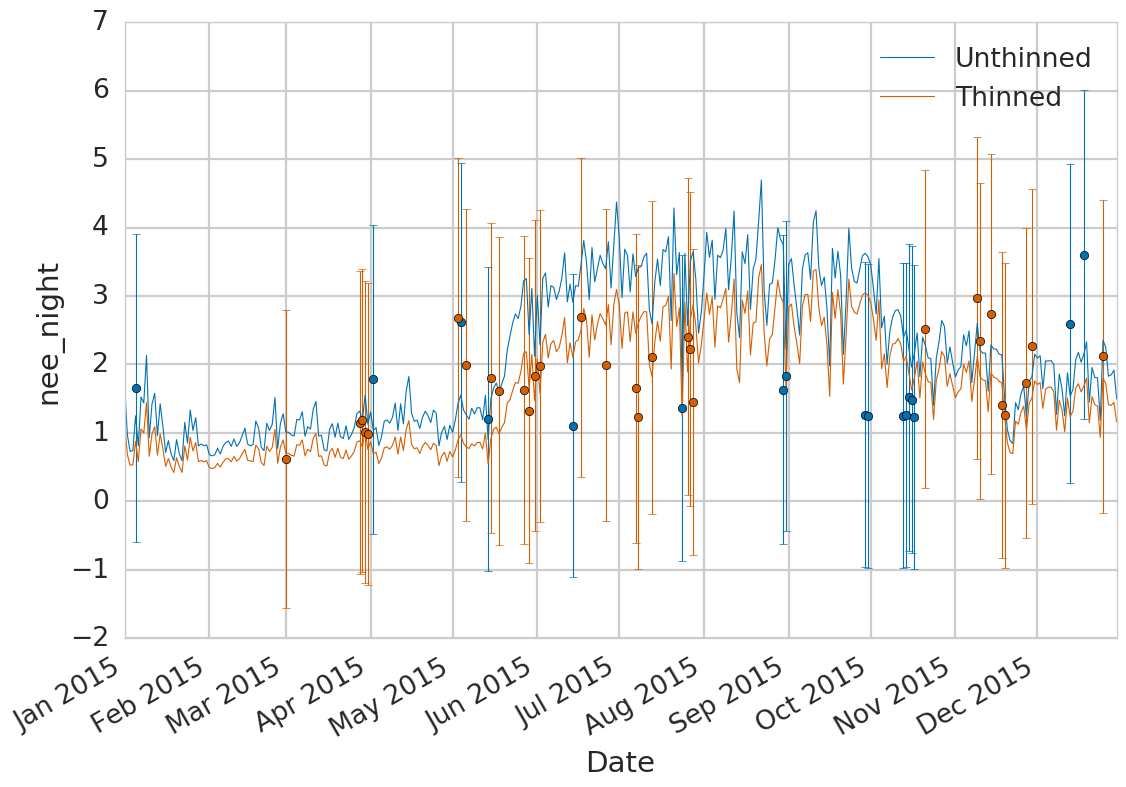 7
6
5
4
3
2
1
0
−1
−2
nee_night
Unthinned
Thinned
Jan 2015
Feb 2015
Mar 2015
Apr 2015
May 2015
Jun 2015
Jul 2015
Aug 2015
Sep 2015
Oct 2015
Nov 2015
Dec 2015
Date